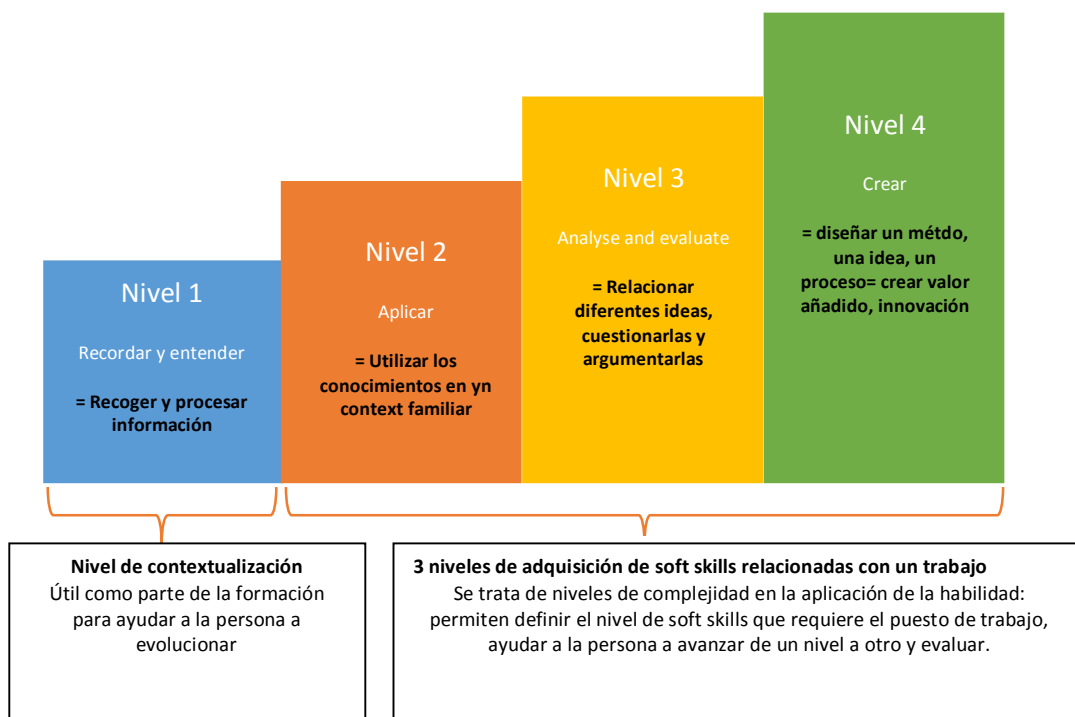 Nivel 1
Recordar y entender
= Recoger y procesar
información
Nivel 2
Aplicar
= Utilizar los
conocimientos en yn
context familiar
Nivel 3
Analyse and evaluate
= Relacionar
diferentes ideas,
cuestionarlas y
argumentarlas
Nivel 4
Crear
= diseñar un métdo,
una idea, un
proceso= crear valor
añadido, innovación
Nivel de contextualización
Útil como parte de la formación
para ayudar a la persona a
evolucionar
3 niveles de adquisición de soft skills relacionadas con un trabajo
Se trata de niveles de complejidad en la aplicación de la habilidad:
permiten definir el nivel de soft skills que requiere el puesto de trabajo,
ayudar a la persona a avanzar de un nivel a otro y evaluar.